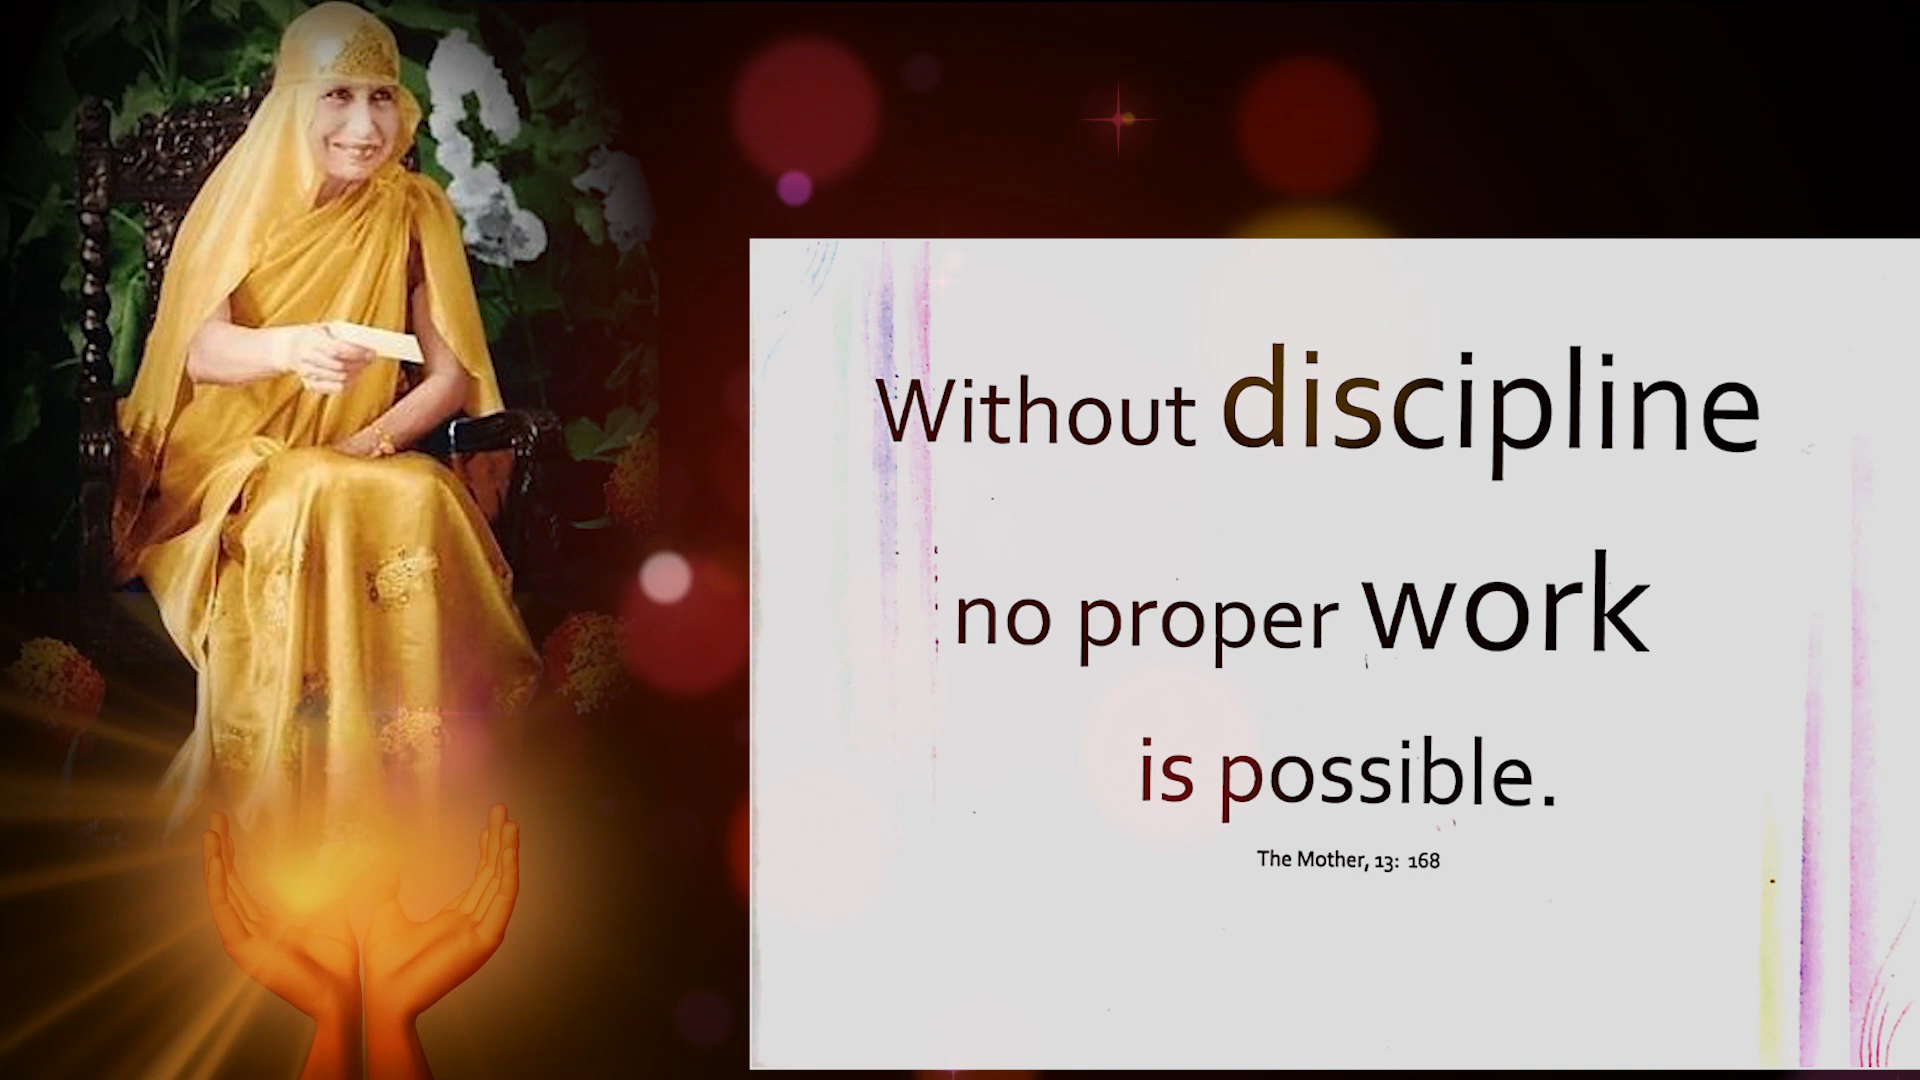 Without discipline
no proper work
is possible.
The Mother, 13: 168